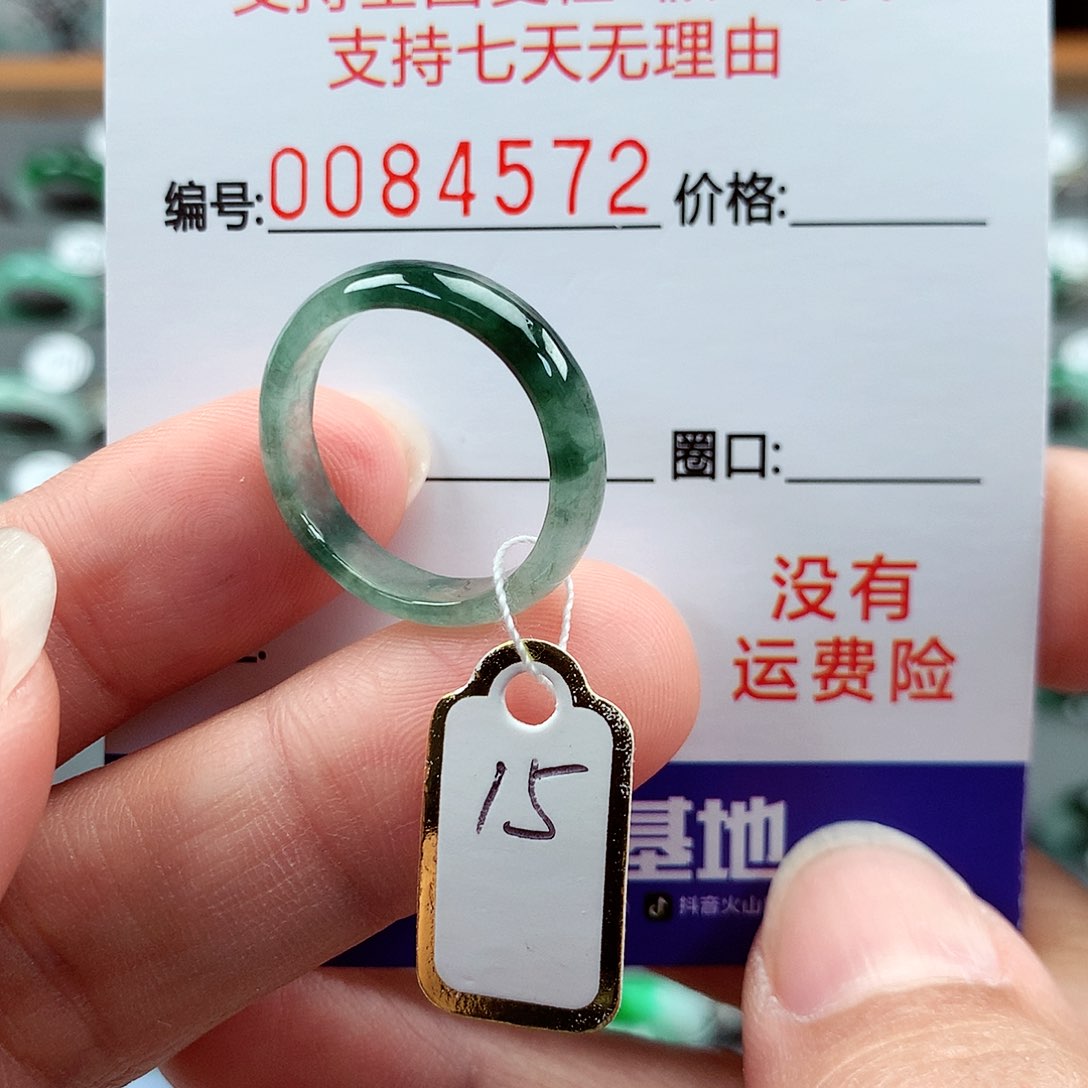 支持七天无理由
编号:0084572 价格:
圈口:
没有
运费险
15
基地
抖音火山